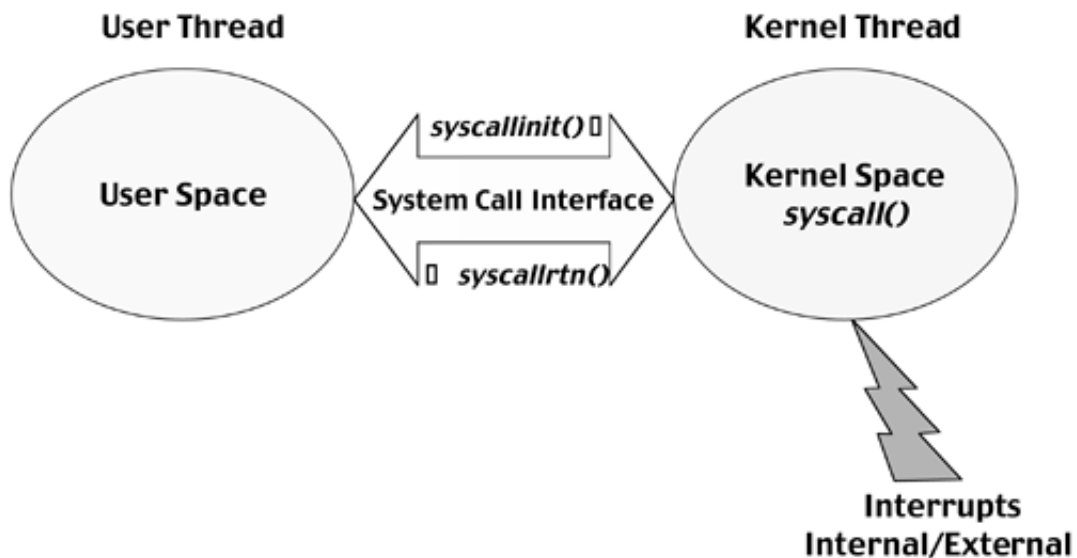 User Thread
Kernel Thread
User Space
syscallinit() ▯
System Call Interface
▯ syscallrtn()
Kernel Space
syscall()
Interrupts
Internal/External